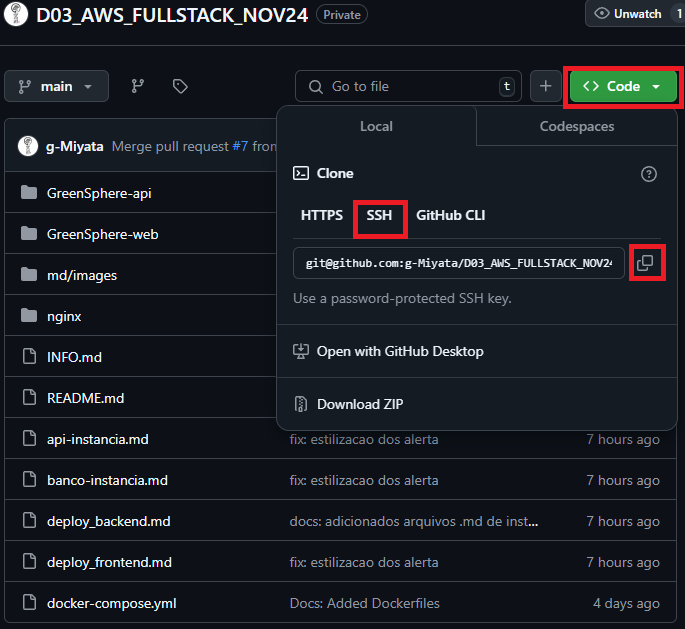 D03_AWS_FULLSTACK_NOV24 Private Unwatch 1
main Go to file t + <> Code
Local Codespaces
g-Miyata Merge pull request #7 from
Clone
HTTPS SSH GitHub CLI
git@github.com:g-Miyata/D03_AWS_FULLSTACK_NOV24
Use a password-protected SSH key.
Open with GitHub Desktop
Download ZIP
GreenSphere-api
GreenSphere-web
md/images
nginx
INFO.md
README.md
api-instancia.md fix: estilizacao dos alerta 7 hours ago
banco-instancia.md fix: estilizacao dos alerta 7 hours ago
deploy_backend.md docs: adicionados arquivos .md de inst... 7 hours ago
deploy_frontend.md fix: estilizacao dos alerta 7 hours ago
docker-compose.yml Docs: Added Dockerfiles 4 days ago